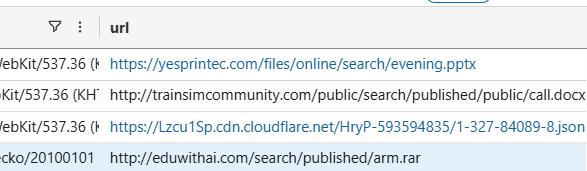 url
WebKit/537.36 (K https://yesprintec.com/files/online/search/evening.pptx
bKit/537.36 (KHT http://trainsimcommunity.com/public/search/published/public/call.docx
WebKit/537.36 (K https://Lzcu1Sp.cdn.cloudflare.net/HryP-593594835/1-327-84089-8.json
ecko/20100101 http://eduwithai.com/search/published/arm.rar